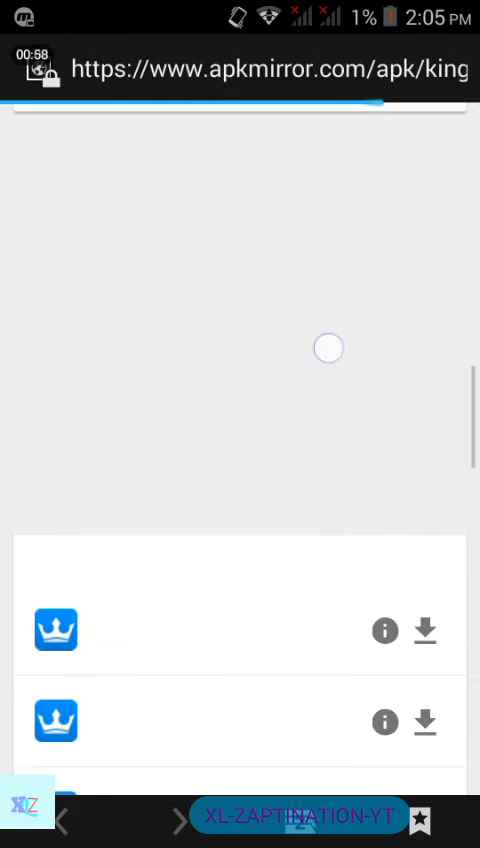 1% 2:05 PM
00:58
https://www.apkmirror.com/apk/king
XZ
XL-ZAPTINATION-YT